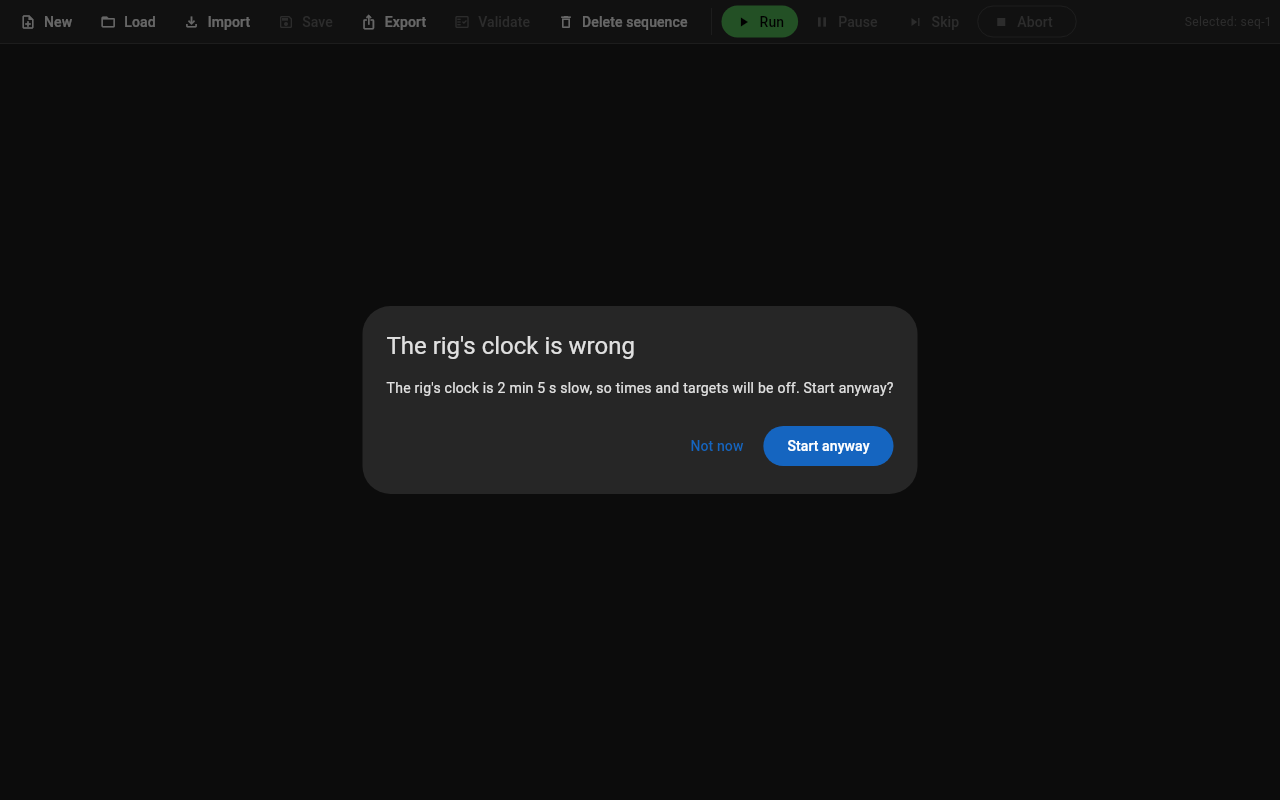 New Load Import Save Export Validate Delete sequence Run Pause Skip Abort Selected: seq-1
The rig's clock is wrong
The rig's clock is 2 min 5 s slow, so times and targets will be off. Start anyway?
Not now Start anyway